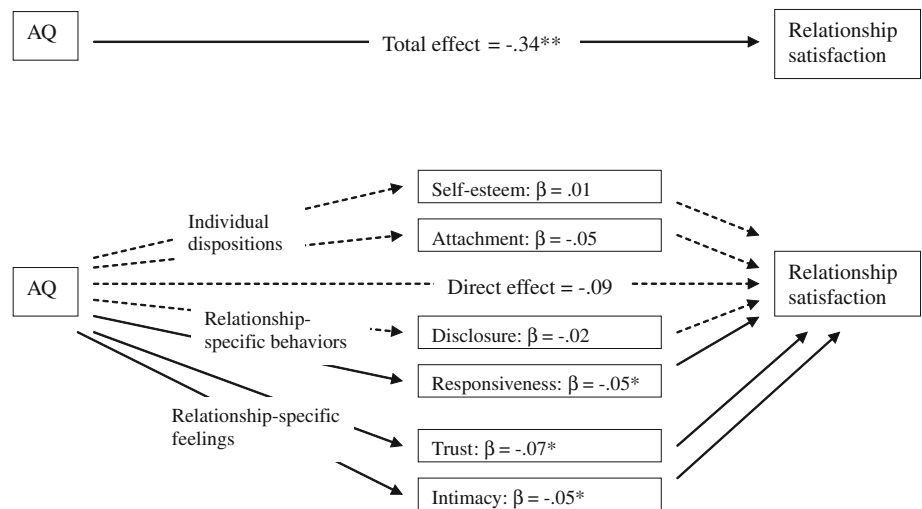 AQ
Total effect = -.34**
Relationship
satisfaction
Self-esteem: β = .01
Individual
dispositions
Attachment: β = -.05
AQ
Direct effect = -.09
Relationship
satisfaction
Relationship-
specific behaviors
Disclosure: β = -.02
Responsiveness: β = -.05*
Relationship-specific
feelings
Trust: β = -.07*
Intimacy: β = -.05*